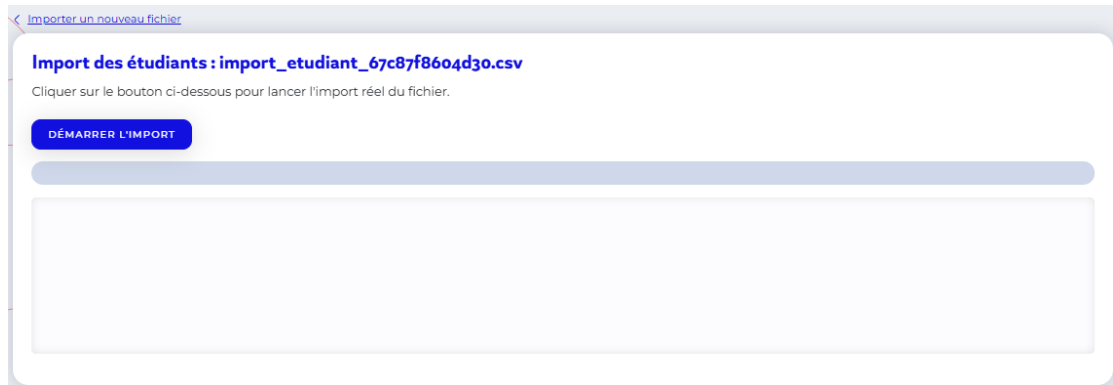 Importer un nouveau fichier
Import des étudiants : import_etudiant_67c87f8604d30.csv
Cliquer sur le bouton ci-dessous pour lancer l'import réel du fichier.
DÉMARRER L'IMPORT